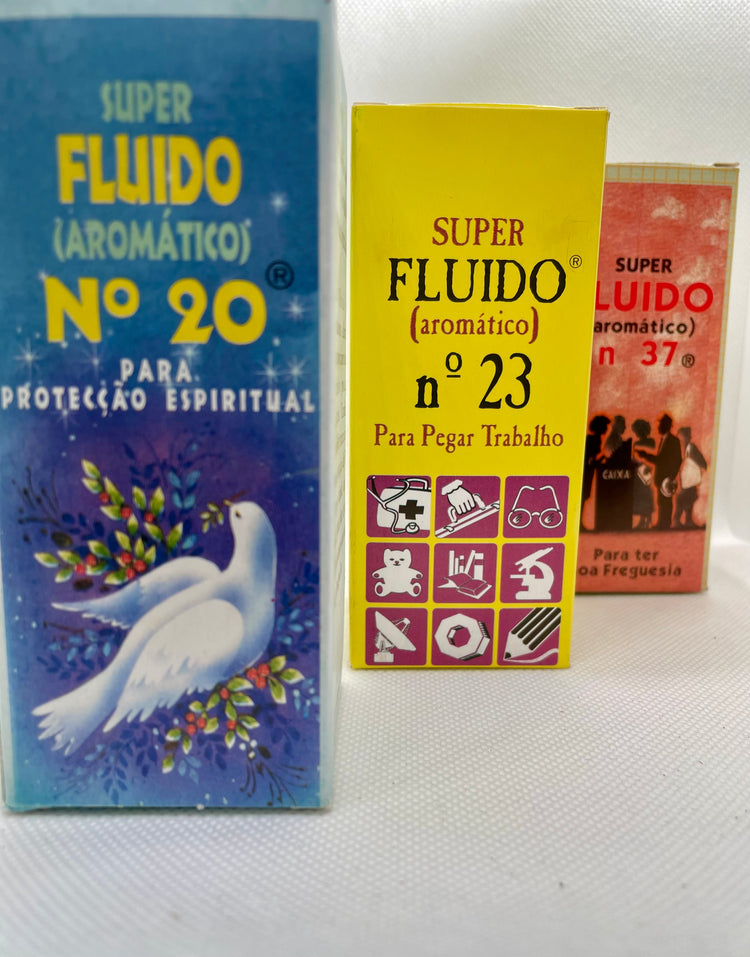 SUPER
FLUIDO
(AROMÁTICO)
Nº 20®
PARA
PROTECÇÃO ESPIRITUAL
SUPER
FLUIDO®
(aromático)
nº 23
Para Pegar Trabalho
SUPER
LUIDO
aromático)
n 37®
CAIXA
Para ter
oa Freguesia